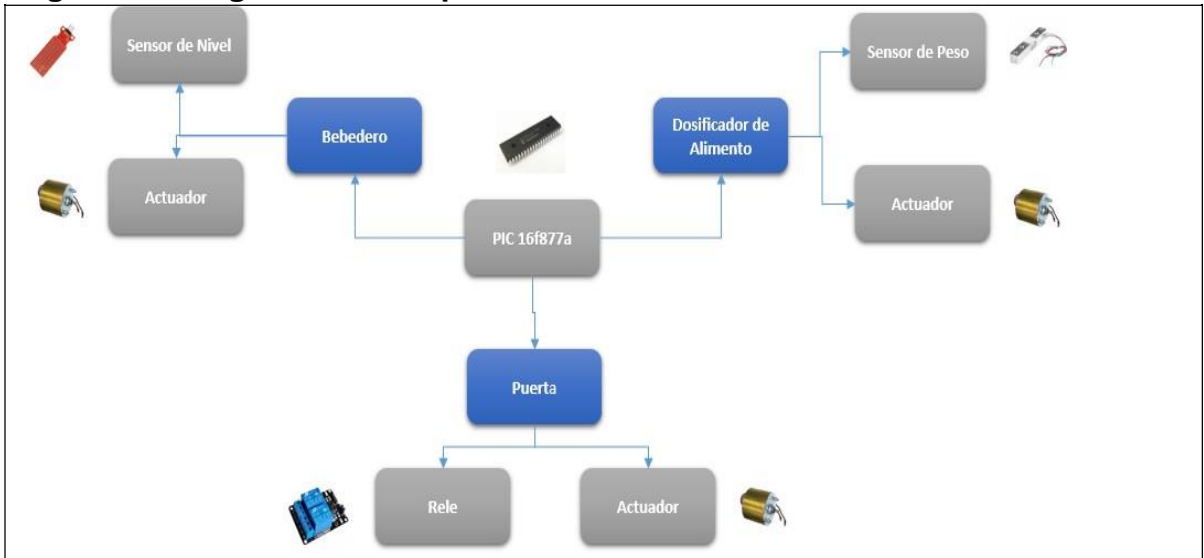 Sensor de Nivel
Sensor de Peso
Bebedero
Dosificador de
Alimento
Actuador
Actuador
PIC 16f877a
Puerta
Rele
Actuador